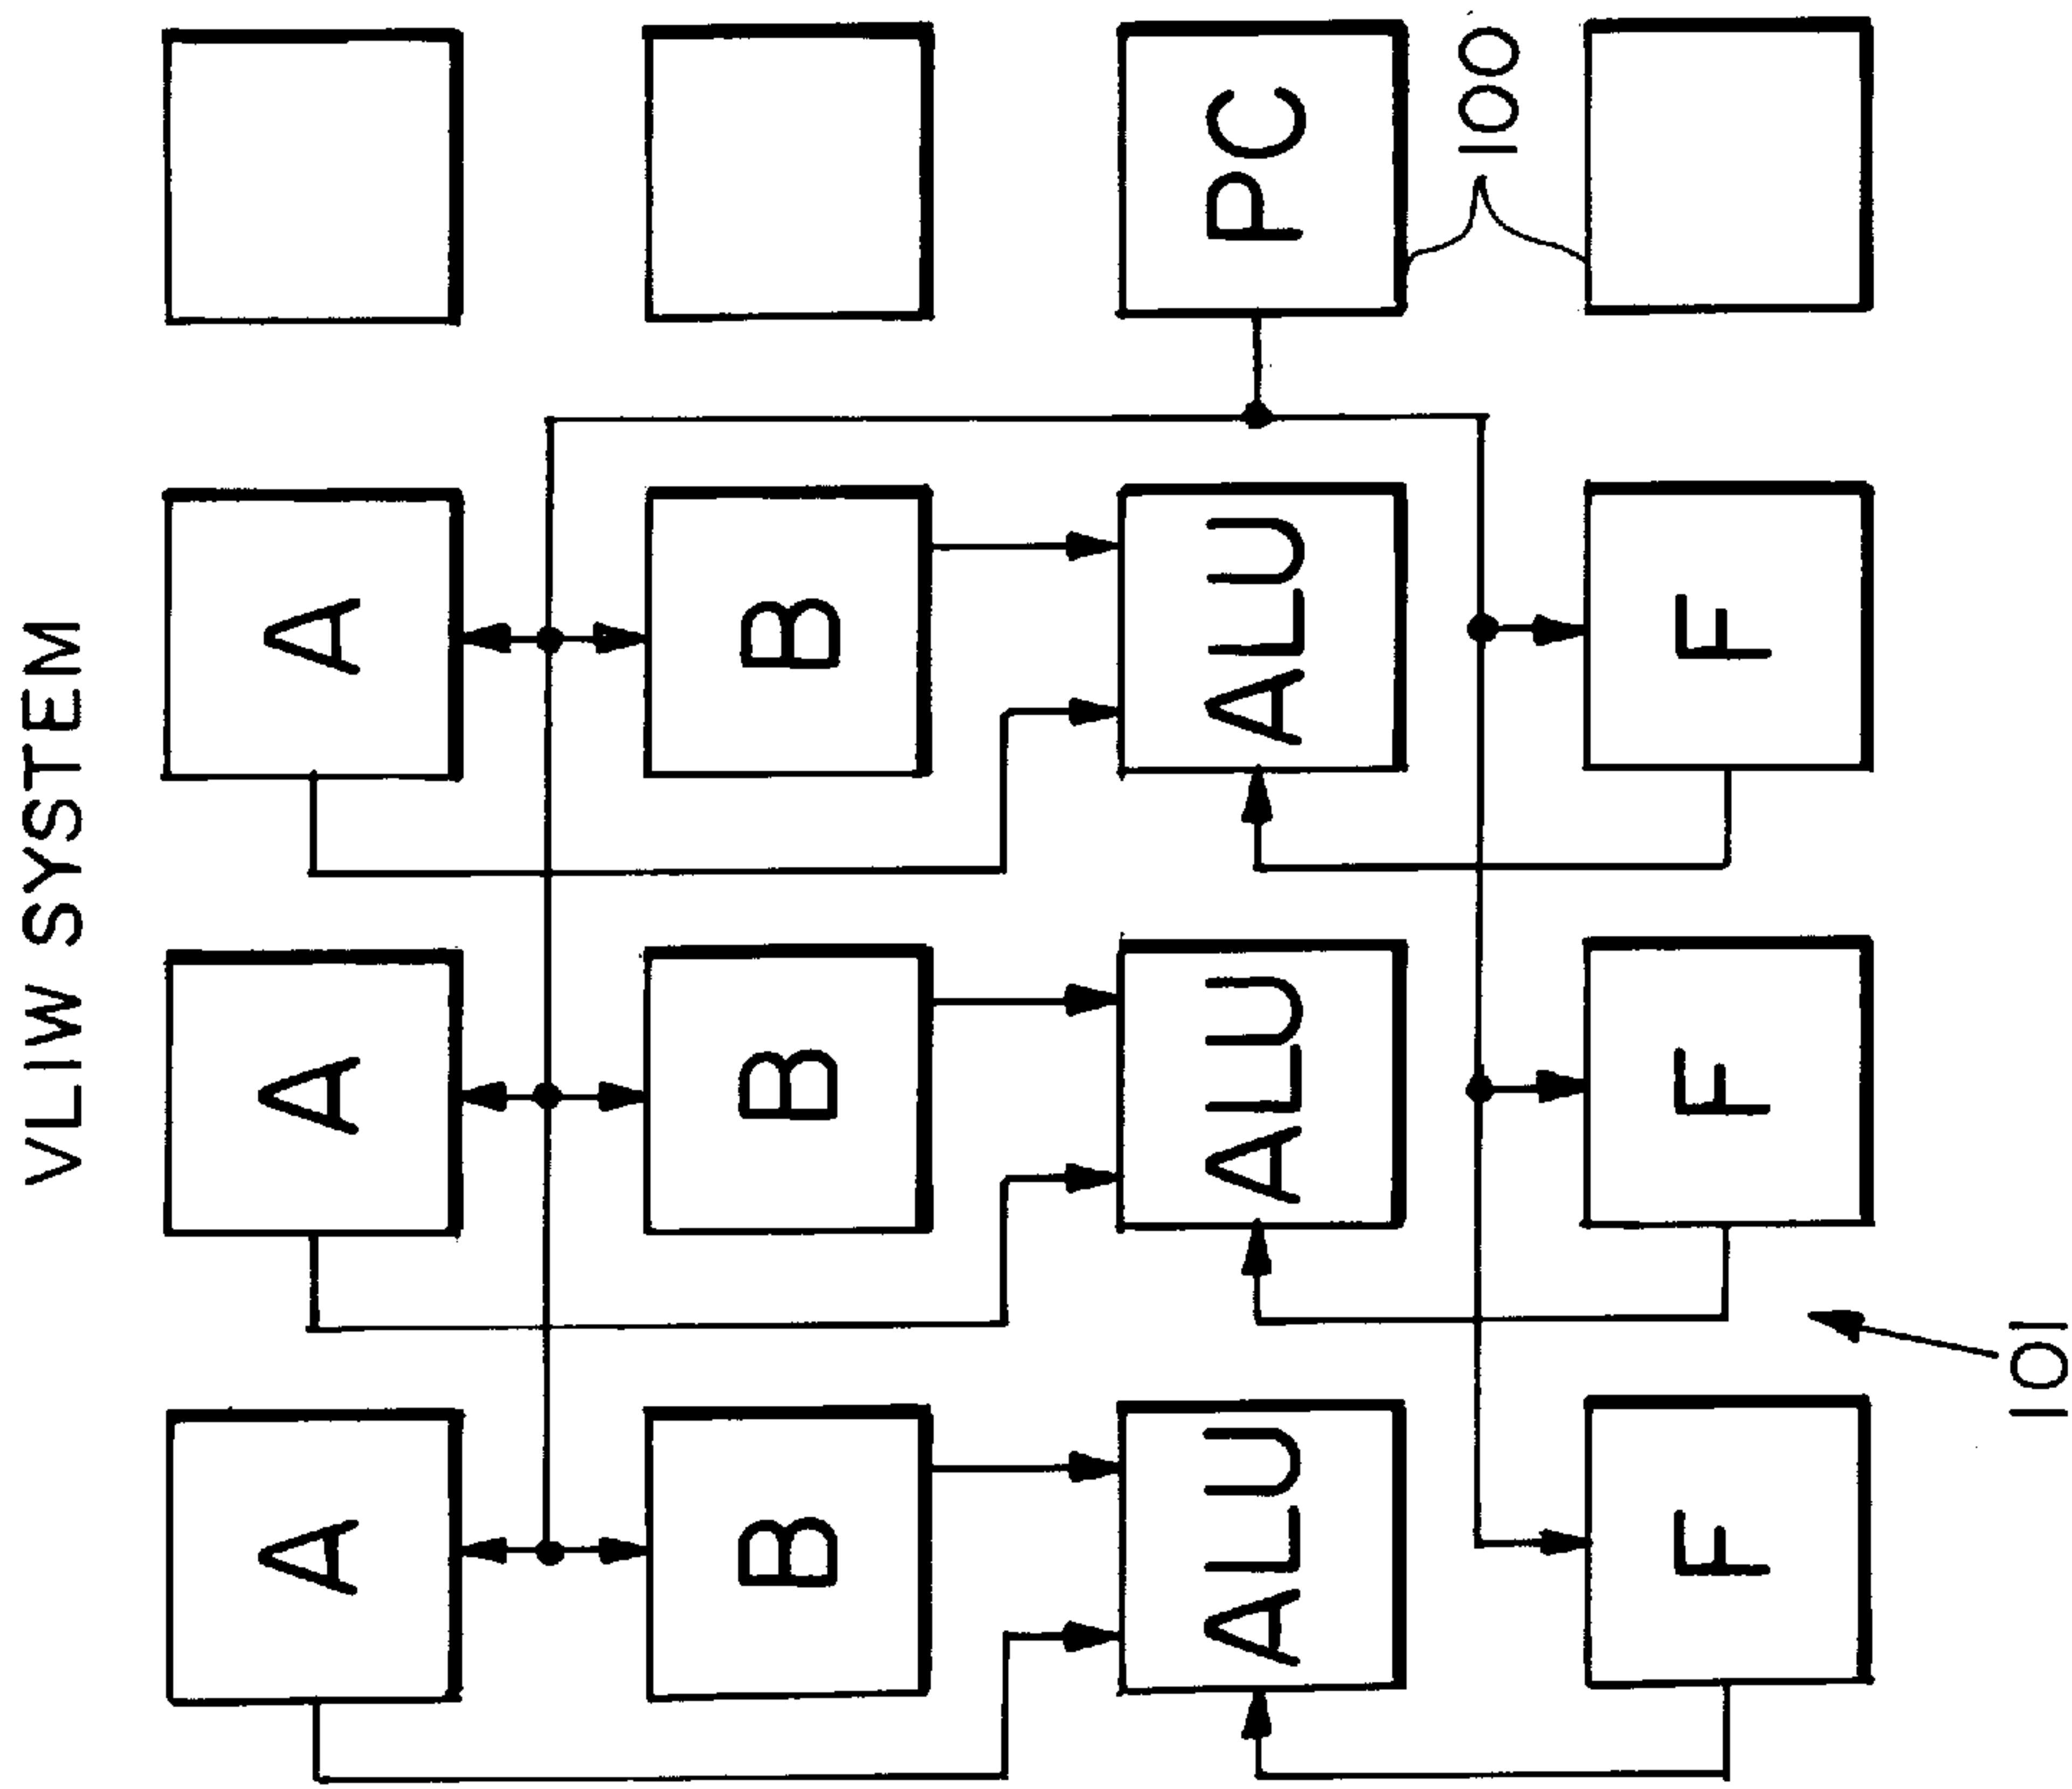 VLIW SYSTEM
A A A
B B B
ALU ALU ALU PC
100
F F F
101